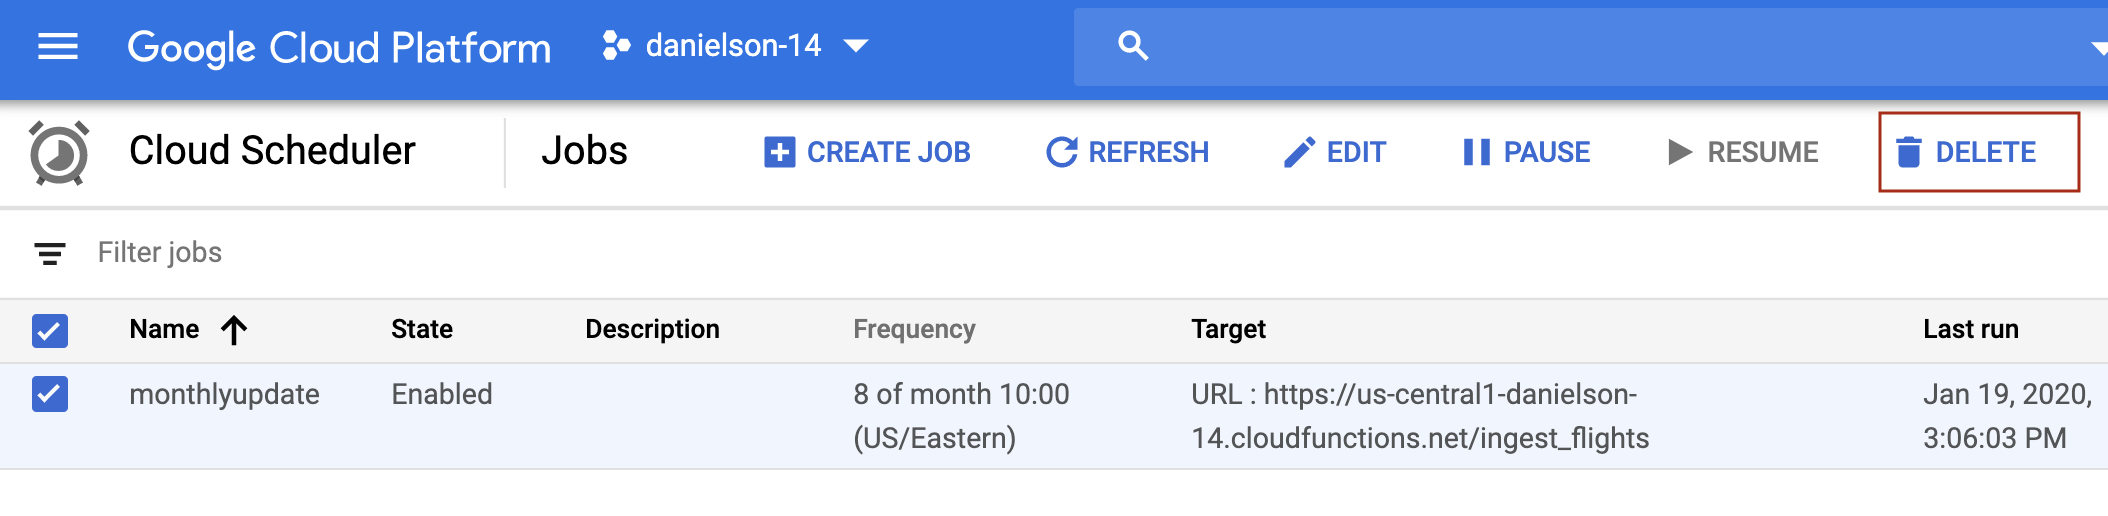 Google Cloud Platform danielson-14
Cloud Scheduler Jobs CREATE JOB REFRESH EDIT PAUSE RESUME DELETE
Filter jobs
Name State Description Frequency Target Last run
monthlyupdate Enabled 8 of month 10:00 URL : https://us-central1-danielson- Jan 19, 2020,
(US/Eastern) 14.cloudfunctions.net/ingest_flights 3:06:03 PM